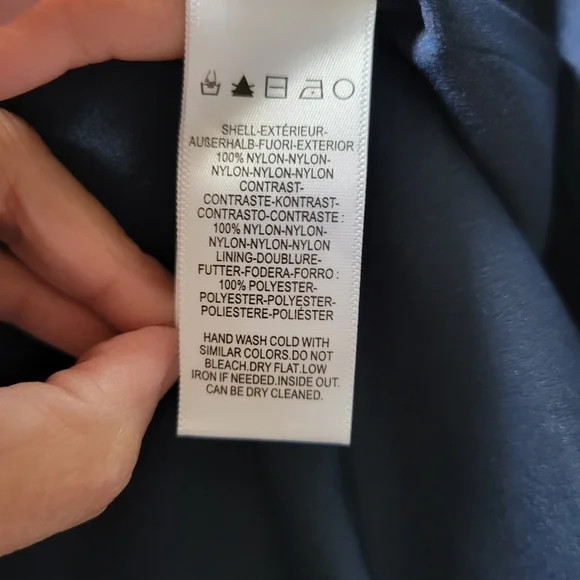 SHELL-EXTÉRIEUR-
AUßERHALB-FUORI-EXTERIOR
100% NYLON-NYLON-
NYLON-NYLON-NYLON
CONTRAST-
CONTRASTE-KONTRAST-
CONTRASTO-CONTRASTE :
100% NYLON-NYLON-
NYLON-NYLON-NYLON
LINING-DOUBLURE-
FUTTER-FODERA-FORRO :
100% POLYESTER-
POLYESTER-POLYESTER-
POLIESTERE-POLIÉSTER
HAND WASH COLD WITH
SIMILAR COLORS.DO NOT
BLEACH.DRY FLAT.LOW
IRON IF NEEDED.INSIDE OUT.
CAN BE DRY CLEANED.